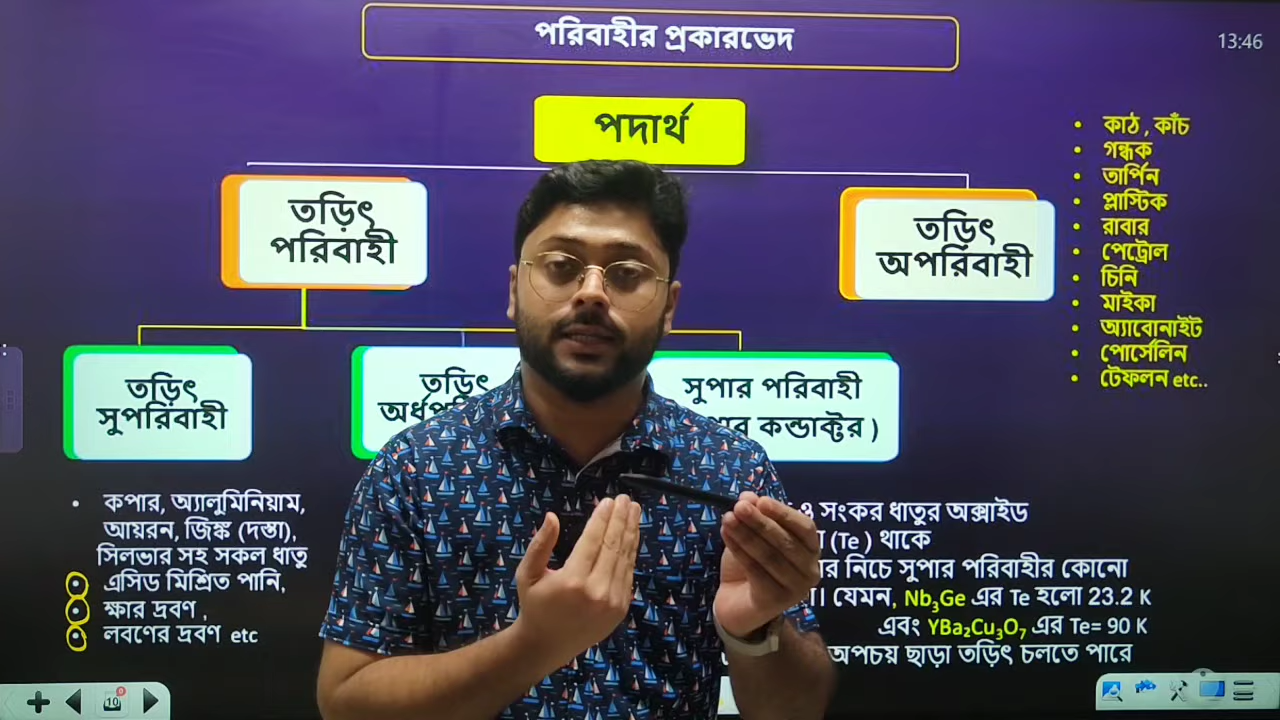 পরিবাহীর প্রকারভেদ
13:46
পদার্থ
তড়িৎ
পরিবাহী
তড়িৎ
অপরিবাহী
• কাঠ , কাঁচ
• গন্ধক
• তার্পিন
• প্লাস্টিক
• রাবার
• পেট্রোল
• চিনি
• মাইকা
• অ্যাবোনাইট
• পোর্সেলিন
• টেফলন etc..
তড়িৎ
সুপরিবাহী
তড়িৎ
সুপার পরিবাহী
কন্ডাক্টর )
• কপার, অ্যালুমিনিয়াম,
আয়রন, জিঙ্ক (দস্তা),
সিলভার সহ সকল ধাতু
এসিড মিশ্রিত পানি,
ক্ষার দ্রবণ ,
লবণের দ্রবণ etc
ও সংকর ধাতুর অক্সাইড
(Te ) থাকে
নিচে সুপার পরিবাহীর কোনো
যেমন, Nb₃Ge এর Te হলো 23.2 K
এবং YBa₂Cu₃O₇ এর Te= 90 K
অপচয় ছাড়া তড়িৎ চলতে পারে
10